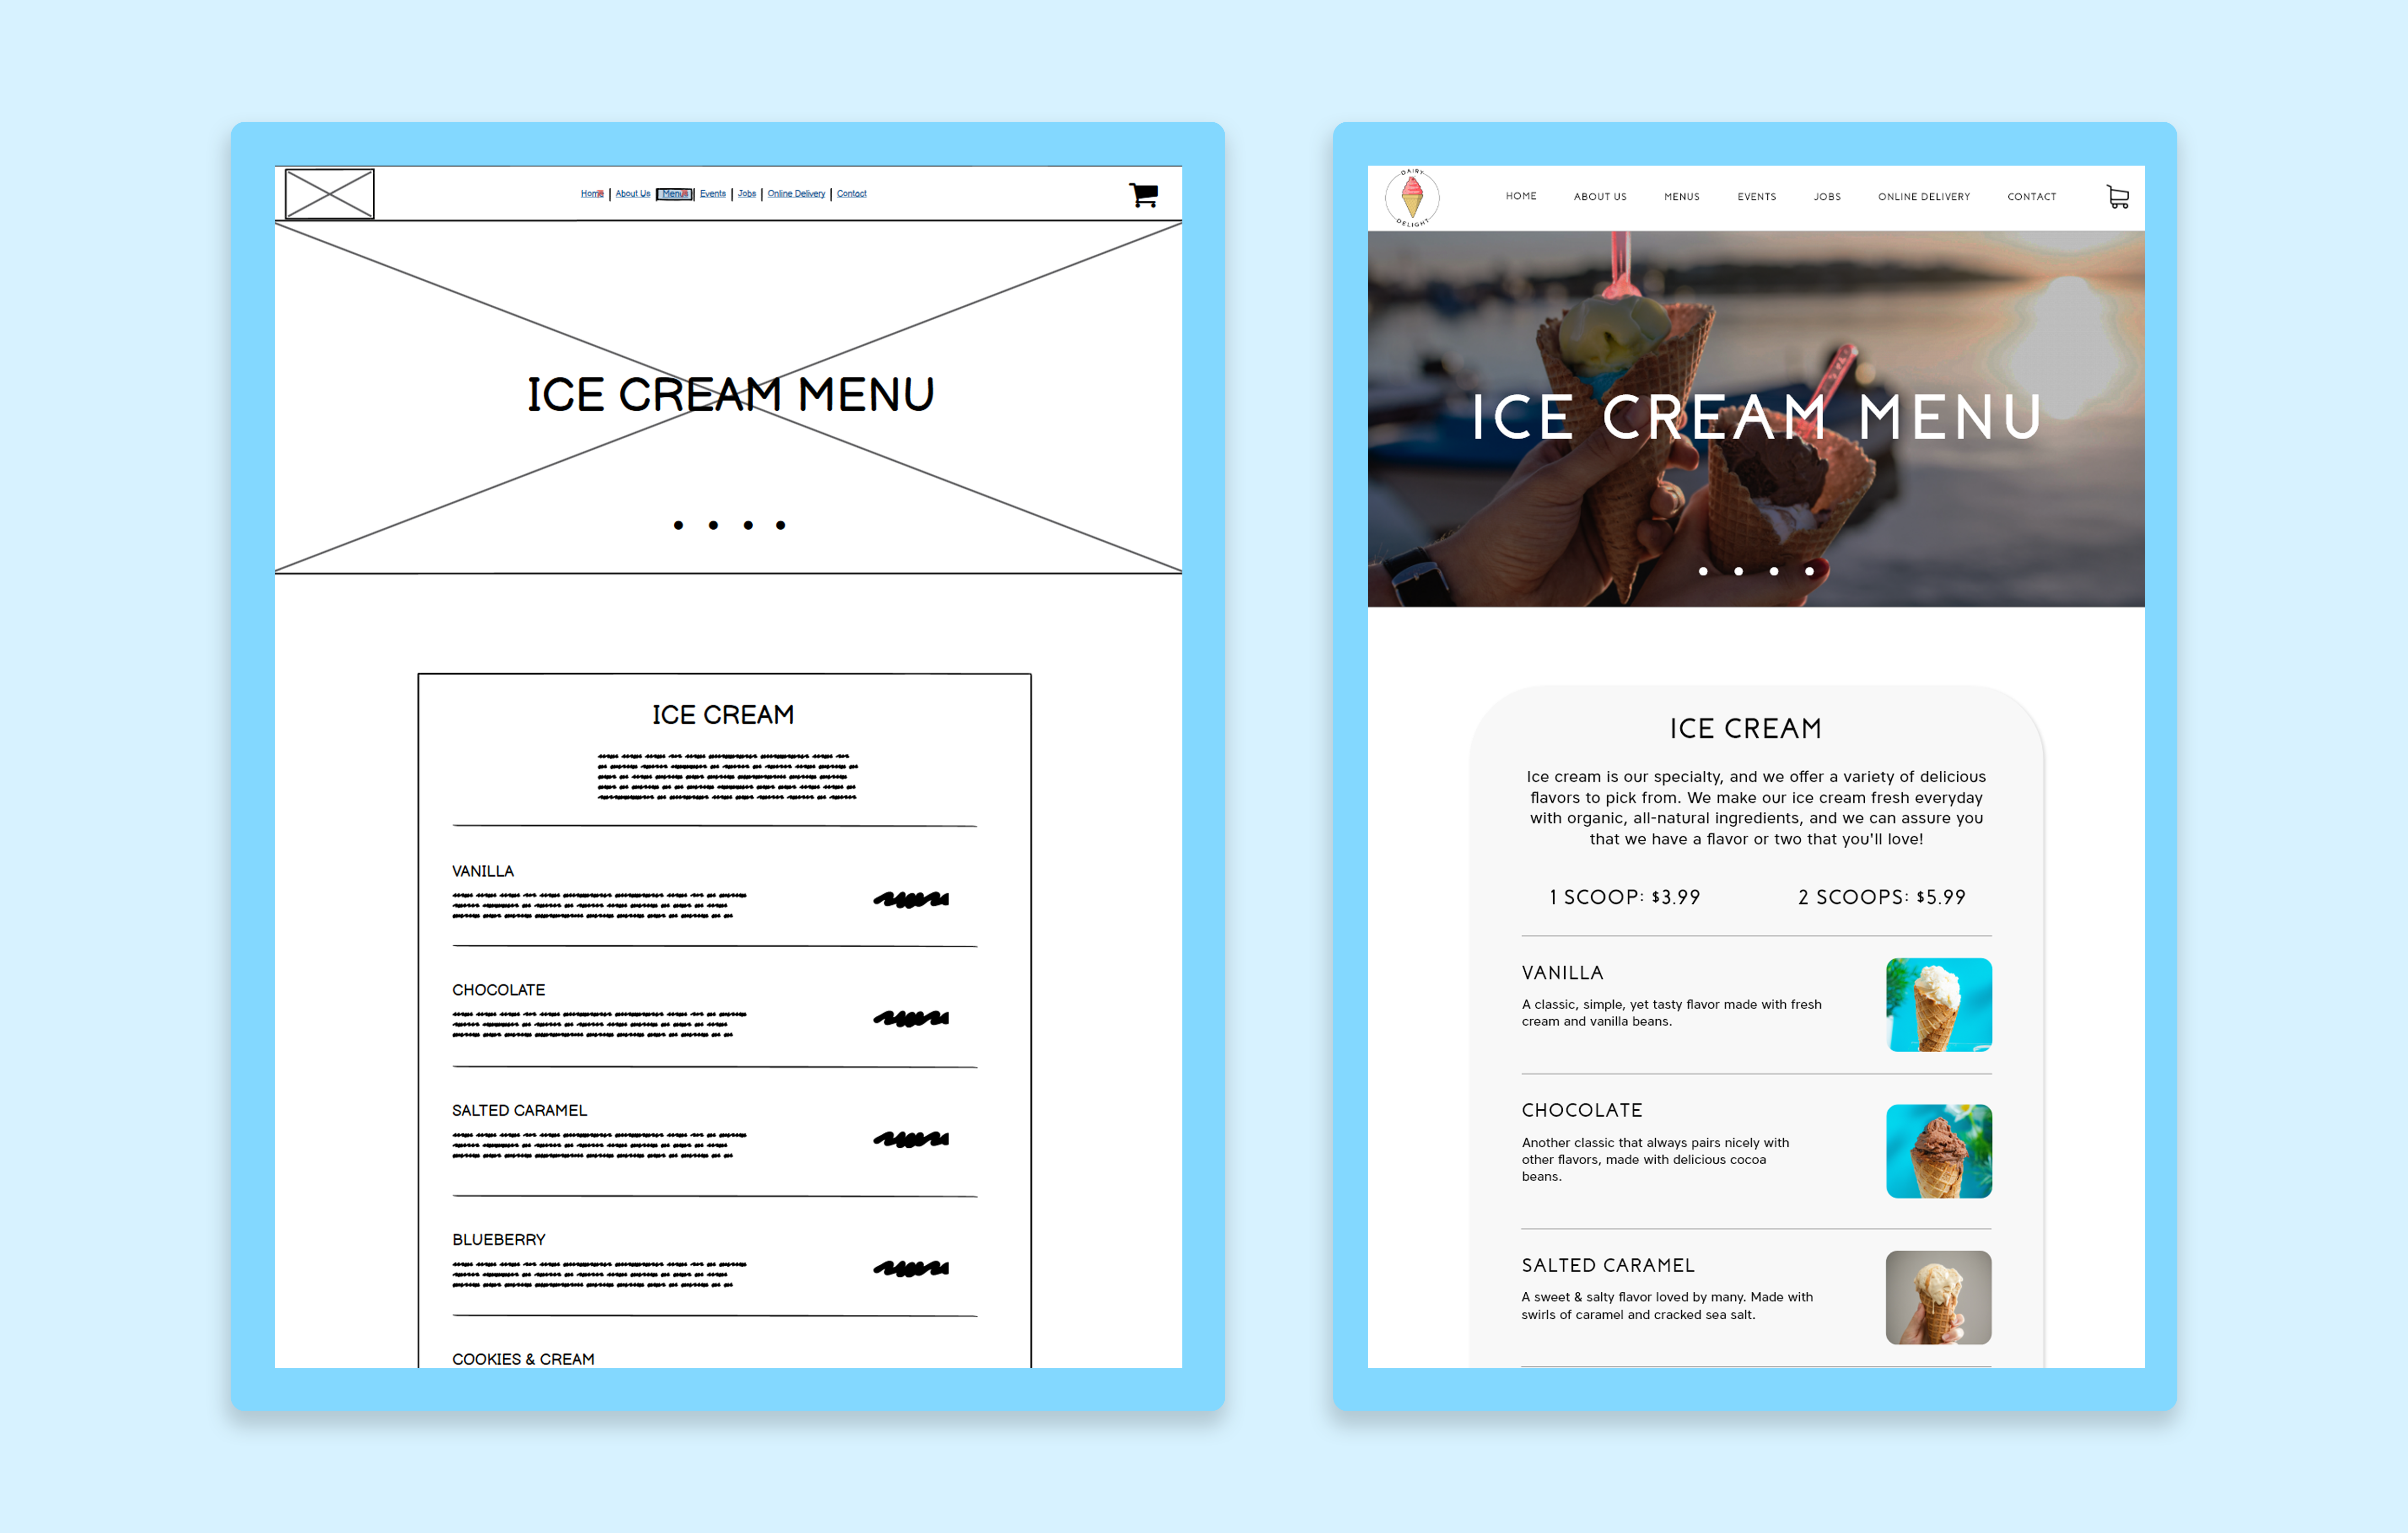 Home | About Us | Menus | Events | Jobs | Online Delivery | Contact
ICE CREAM MENU
ICE CREAM
VANILLA
CHOCOLATE
SALTED CARAMEL
BLUEBERRY
COOKIES & CREAM
DAIRY
DELIGHT
HOME ABOUT US MENUS EVENTS JOBS ONLINE DELIVERY CONTACT
ICE CREAM MENU
ICE CREAM
Ice cream is our specialty, and we offer a variety of delicious
flavors to pick from. We make our ice cream fresh everyday
with organic, all-natural ingredients, and we can assure you
that we have a flavor or two that you'll love!
1 SCOOP: $3.99 2 SCOOPS: $5.99
VANILLA
A classic, simple, yet tasty flavor made with fresh
cream and vanilla beans.
CHOCOLATE
Another classic that always pairs nicely with
other flavors, made with delicious cocoa
beans.
SALTED CARAMEL
A sweet & salty flavor loved by many. Made with
swirls of caramel and cracked sea salt.